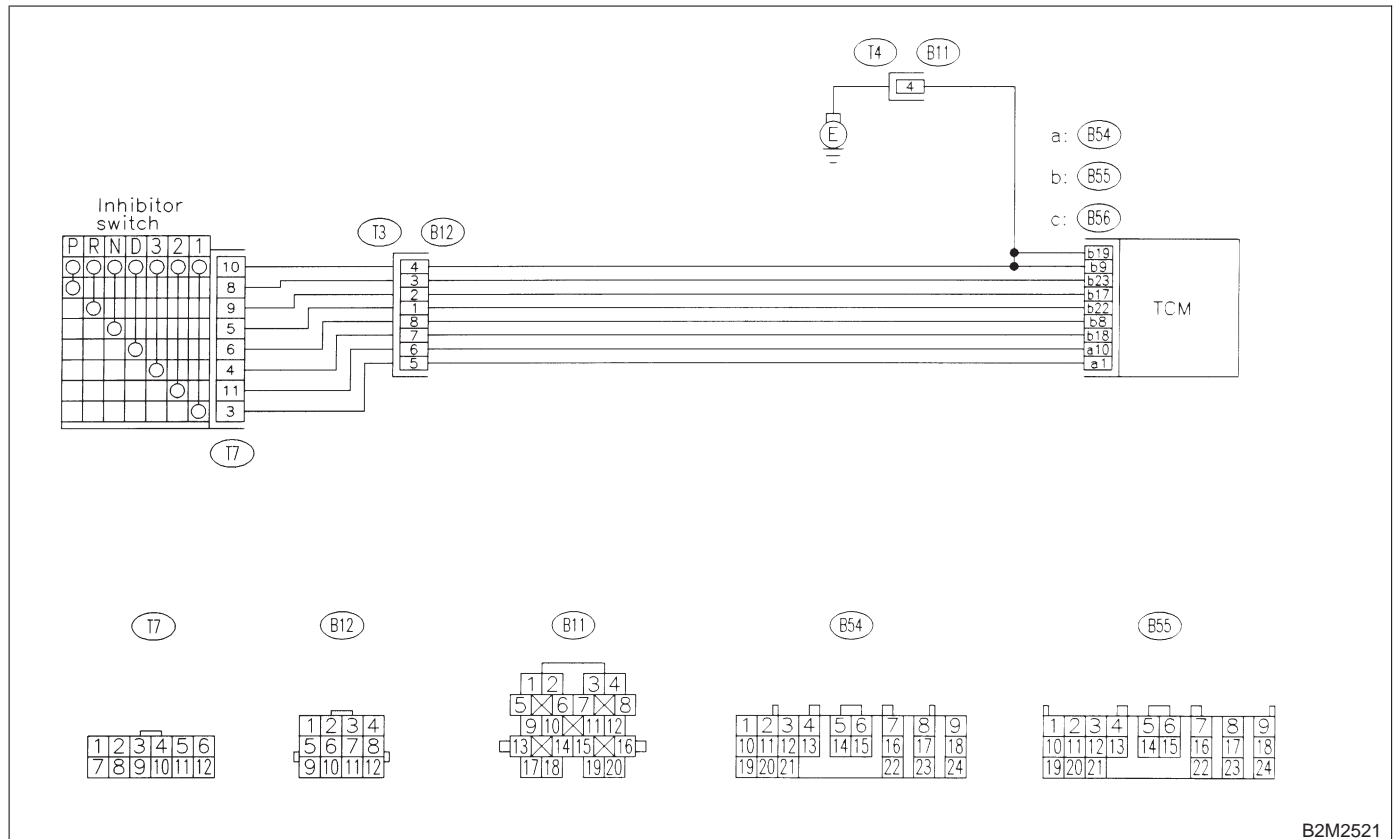 T4 B11
4
E
a: B54
b: B55
c: B56
Inhibitor
switch
P R N D 3 2 1
T3 B12
10 4 b19
8 3 b9
9 2 b23
5 1 b17
6 8 b22
4 7 b8
11 6 b18
3 5 a10
a1
TCM
T7
T7 B12 B11 B54 B55
1 2 3 4 5 6
7 8 9 10 11 12
1 2 3 4
5 6 7 8
9 10 11 12
1 2 3 4
5 6 7 8
9 10 11 12
13 14 15 16
17 18 19 20
1 2 3 4 5 6 7 8 9
10 11 12 13 14 15 16 17 18
19 20 21 22 23 24
1 2 3 4 5 6 7 8 9
10 11 12 13 14 15 16 17 18
19 20 21 22 23 24
B2M2521